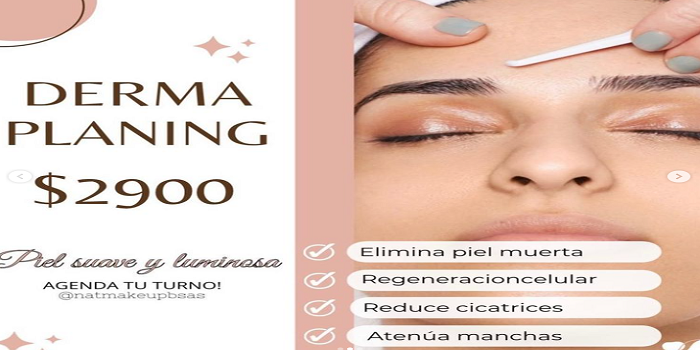 DERMA
PLANING
$2900
Piel suave y luminosa
AGENDA TU TURNO!
@natmakeupbsas
Elimina piel muerta
Regeneracioncelular
Reduce cicatrices
Atenúa manchas